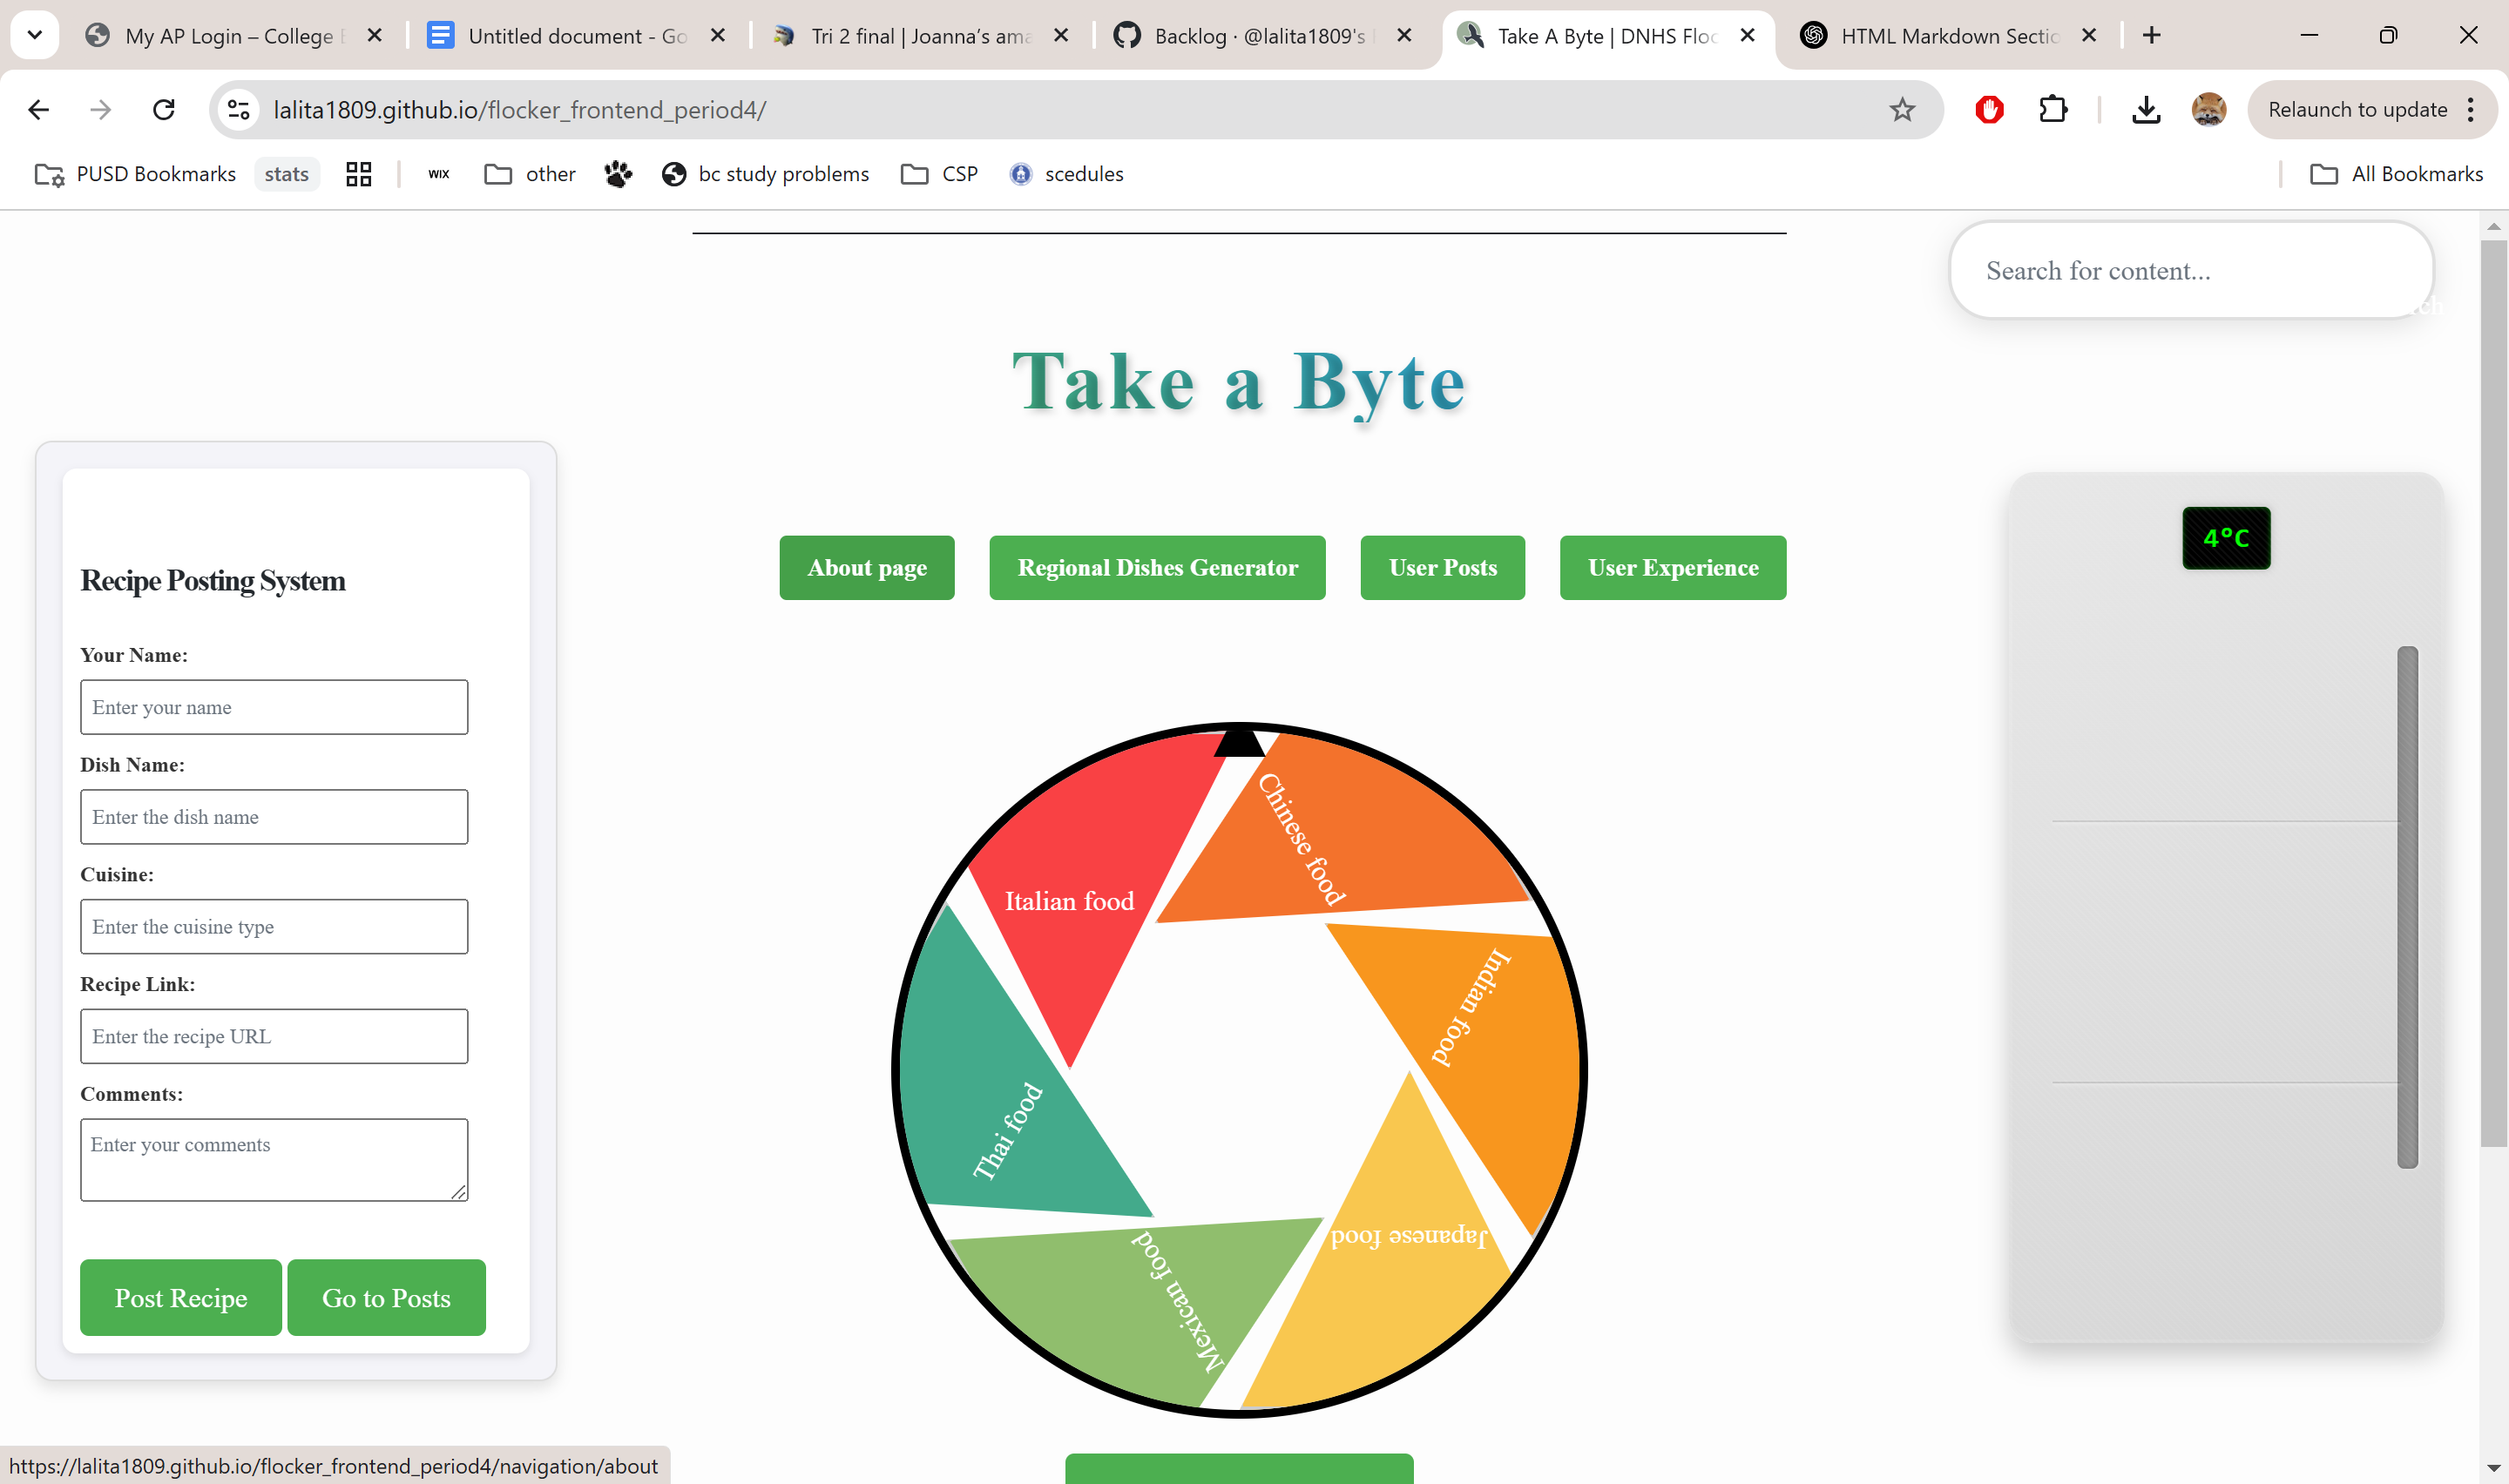 My AP Login – College
Untitled document - Go
Tri 2 final | Joanna’s ama
Backlog · @lalita1809's
Take A Byte | DNHS Floc
HTML Markdown Sectio
lalita1809.github.io/flocker_frontend_period4/
Relaunch to update
PUSD Bookmarks
stats
WIX
other
bc study problems
CSP
scedules
All Bookmarks
Search for content...
Take a Byte
4°C
About page
Regional Dishes Generator
User Posts
User Experience
Recipe Posting System
Your Name:
Enter your name
Dish Name:
Enter the dish name
Cuisine:
Enter the cuisine type
Recipe Link:
Enter the recipe URL
Comments:
Enter your comments
Post Recipe
Go to Posts
Chinese food
Italian food
Indian food
Thai food
Japanese food
Mexican food
https://lalita1809.github.io/flocker_frontend_period4/navigation/about